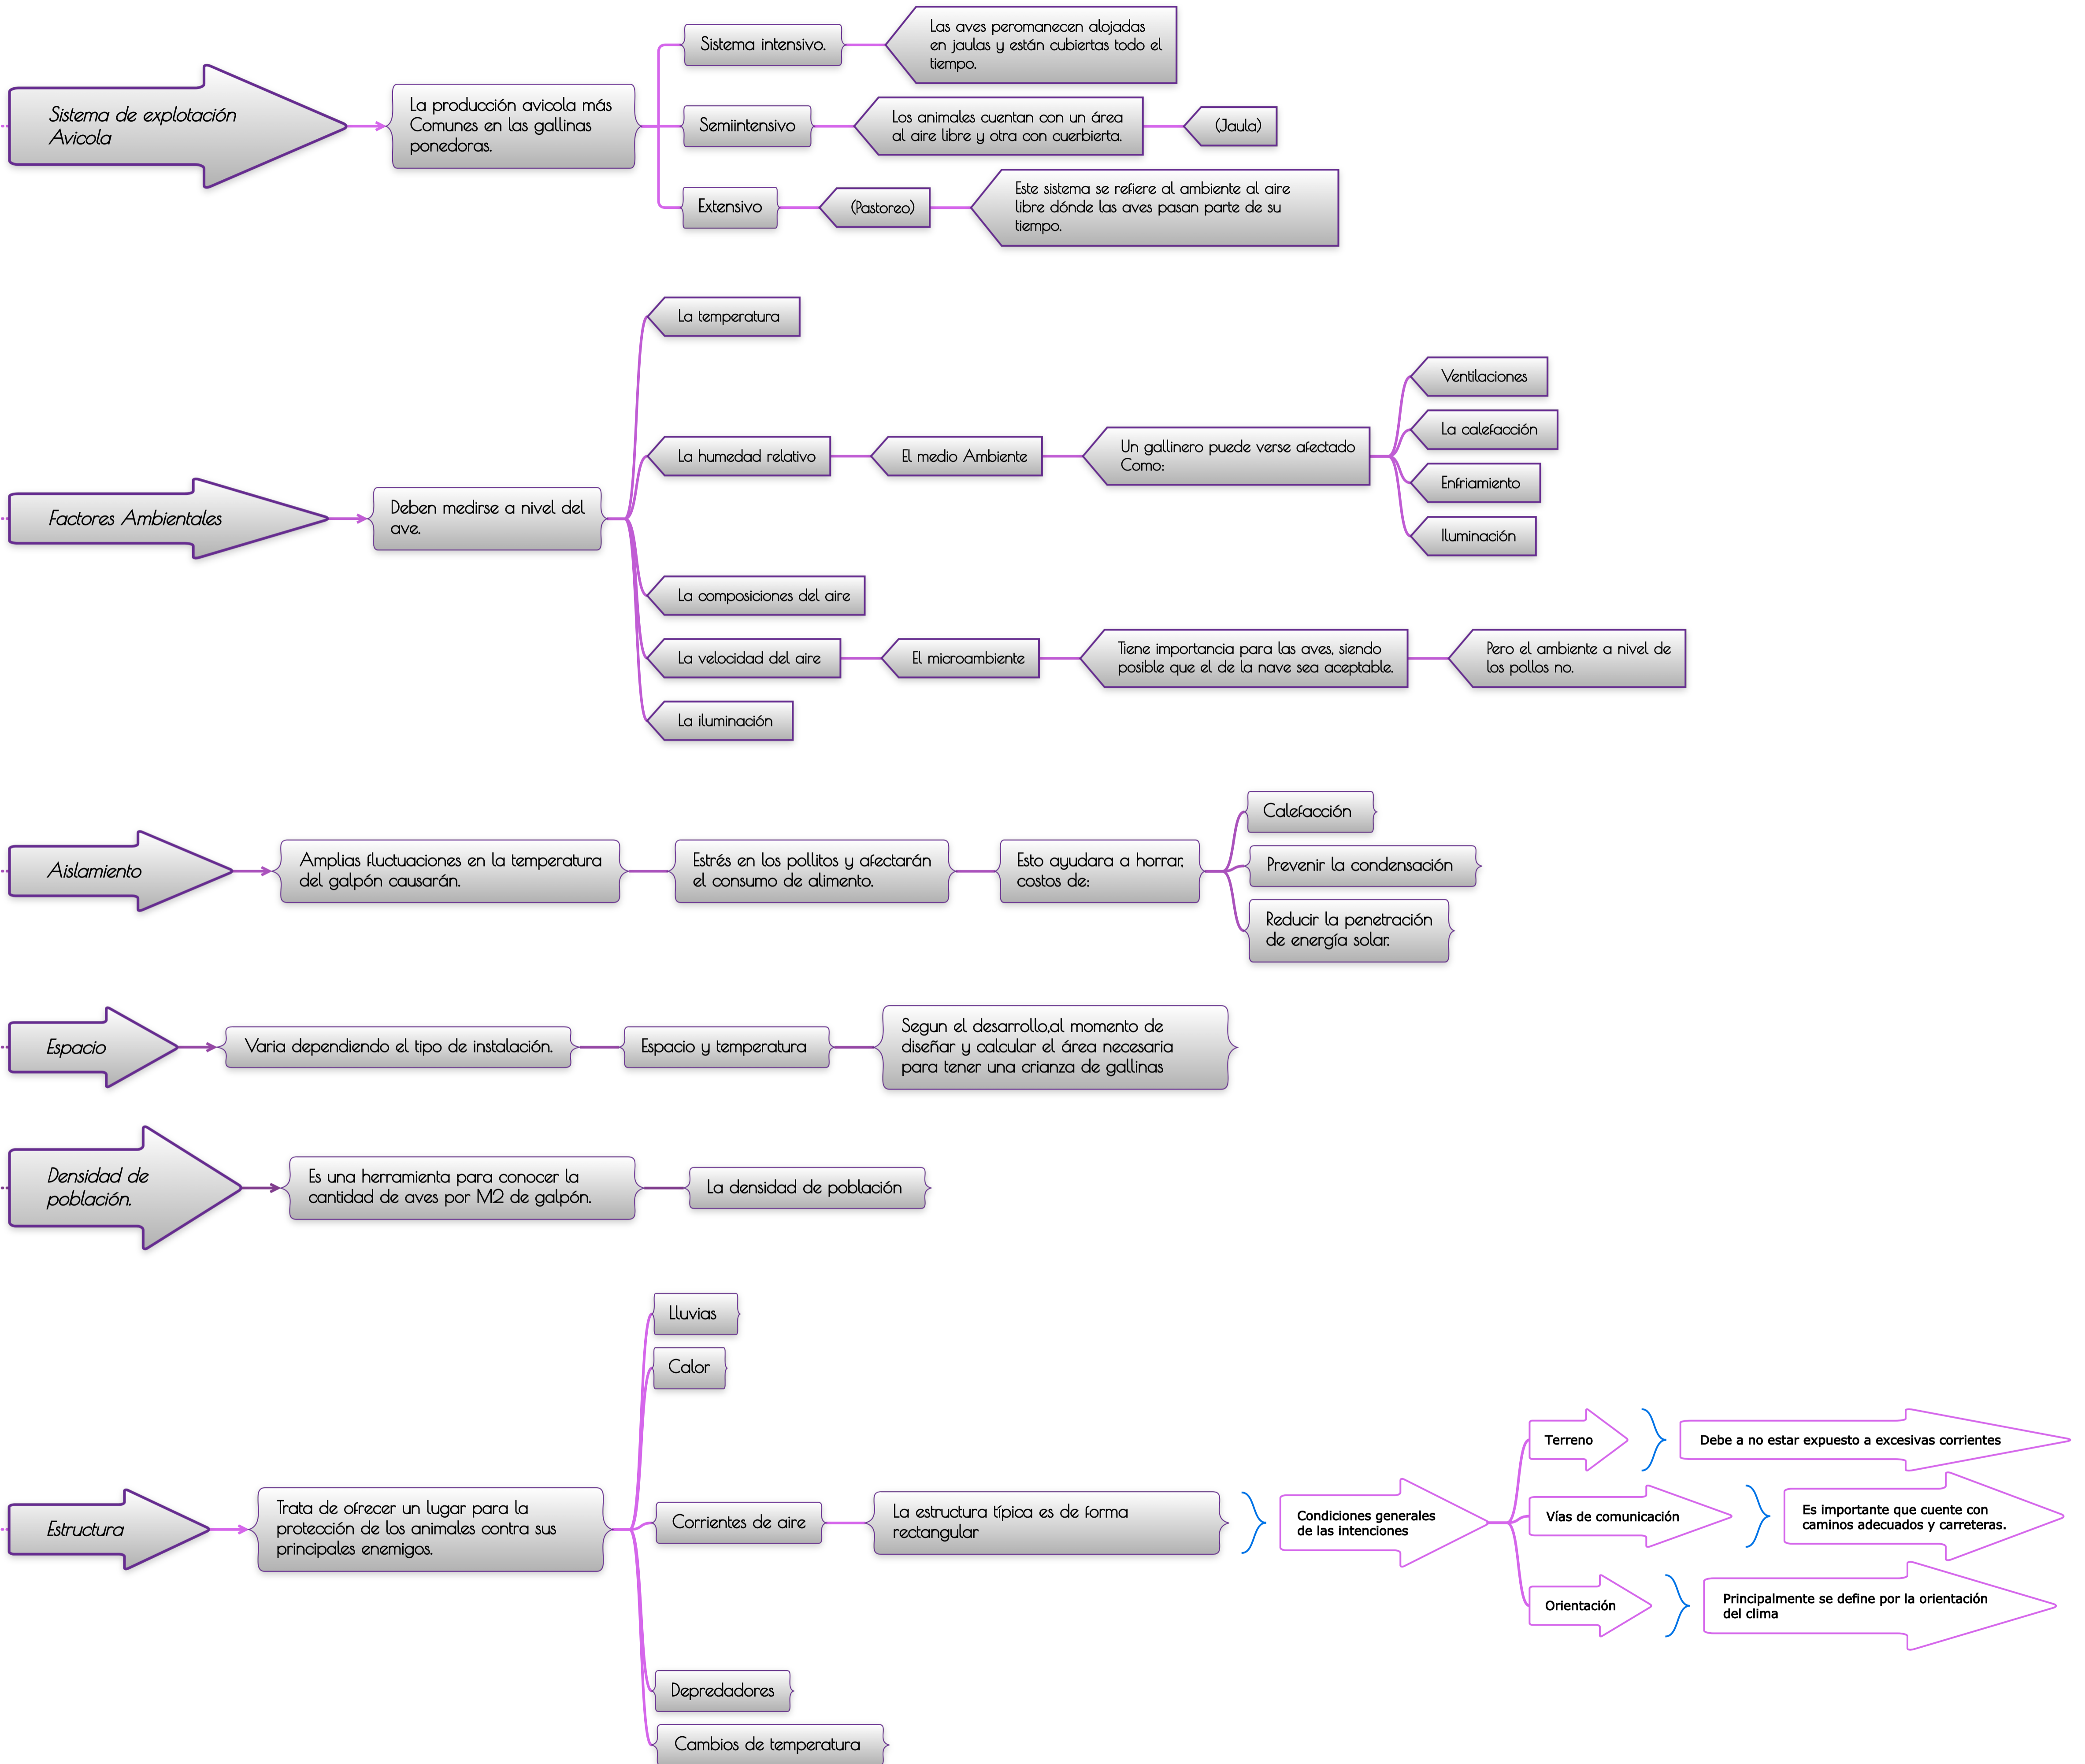 Sistema de explotación
Avicola
La producción avicola más
Comunes en las gallinas
ponedoras.
Sistema intensivo.
Las aves peromanecen alojadas
en jaulas y están cubiertas todo el
tiempo.
Semiintensivo
Los animales cuentan con un área
al aire libre y otra con cuerbierta.
(Jaula)
Extensivo
(Pastoreo)
Este sistema se refiere al ambiente al aire
libre dónde las aves pasan parte de su
tiempo.
Factores Ambientales
Deben medirse a nivel del
ave.
La temperatura
La humedad relativo
El medio Ambiente
Un gallinero puede verse afectado
Como:
Ventilaciones
La calefacción
Enfriamiento
Iluminación
La composiciones del aire
La velocidad del aire
El microambiente
Tiene importancia para las aves, siendo
posible que el de la nave sea aceptable.
Pero el ambiente a nivel de
los pollos no.
La iluminación
Aislamiento
Amplias fluctuaciones en la temperatura
del galpón causarán.
Estrés en los pollitos y afectarán
el consumo de alimento.
Esto ayudara a horrar,
costos de:
Calefacción
Prevenir la condensación
Reducir la penetración
de energía solar.
Espacio
Varia dependiendo el tipo de instalación.
Espacio y temperatura
Segun el desarrollo,al momento de
diseñar y calcular el área necesaria
para tener una crianza de gallinas
Densidad de
población.
Es una herramienta para conocer la
cantidad de aves por M2 de galpón.
La densidad de población
Estructura
Trata de ofrecer un lugar para la
protección de los animales contra sus
principales enemigos.
Lluvias
Calor
Corrientes de aire
La estructura típica es de forma
rectangular
Condiciones generales
de las intenciones
Terreno
Debe a no estar expuesto a excesivas corrientes
Vías de comunicación
Es importante que cuente con
caminos adecuados y carreteras.
Orientación
Principalmente se define por la orientación
del clima
Depredadores
Cambios de temperatura